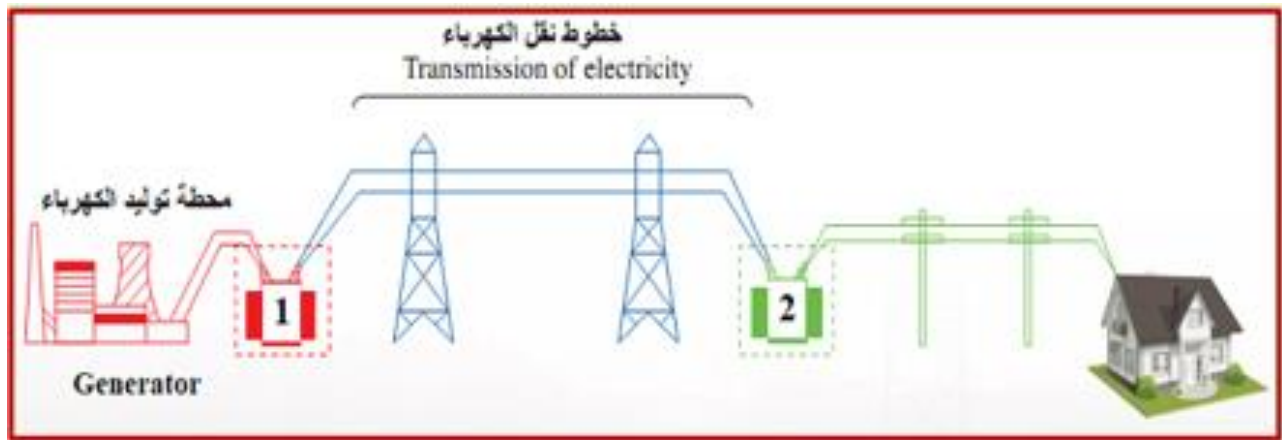 خطوط نقل الكهرباء
Transmission of electricity
محطة توليد الكهرباء
1
2
Generator